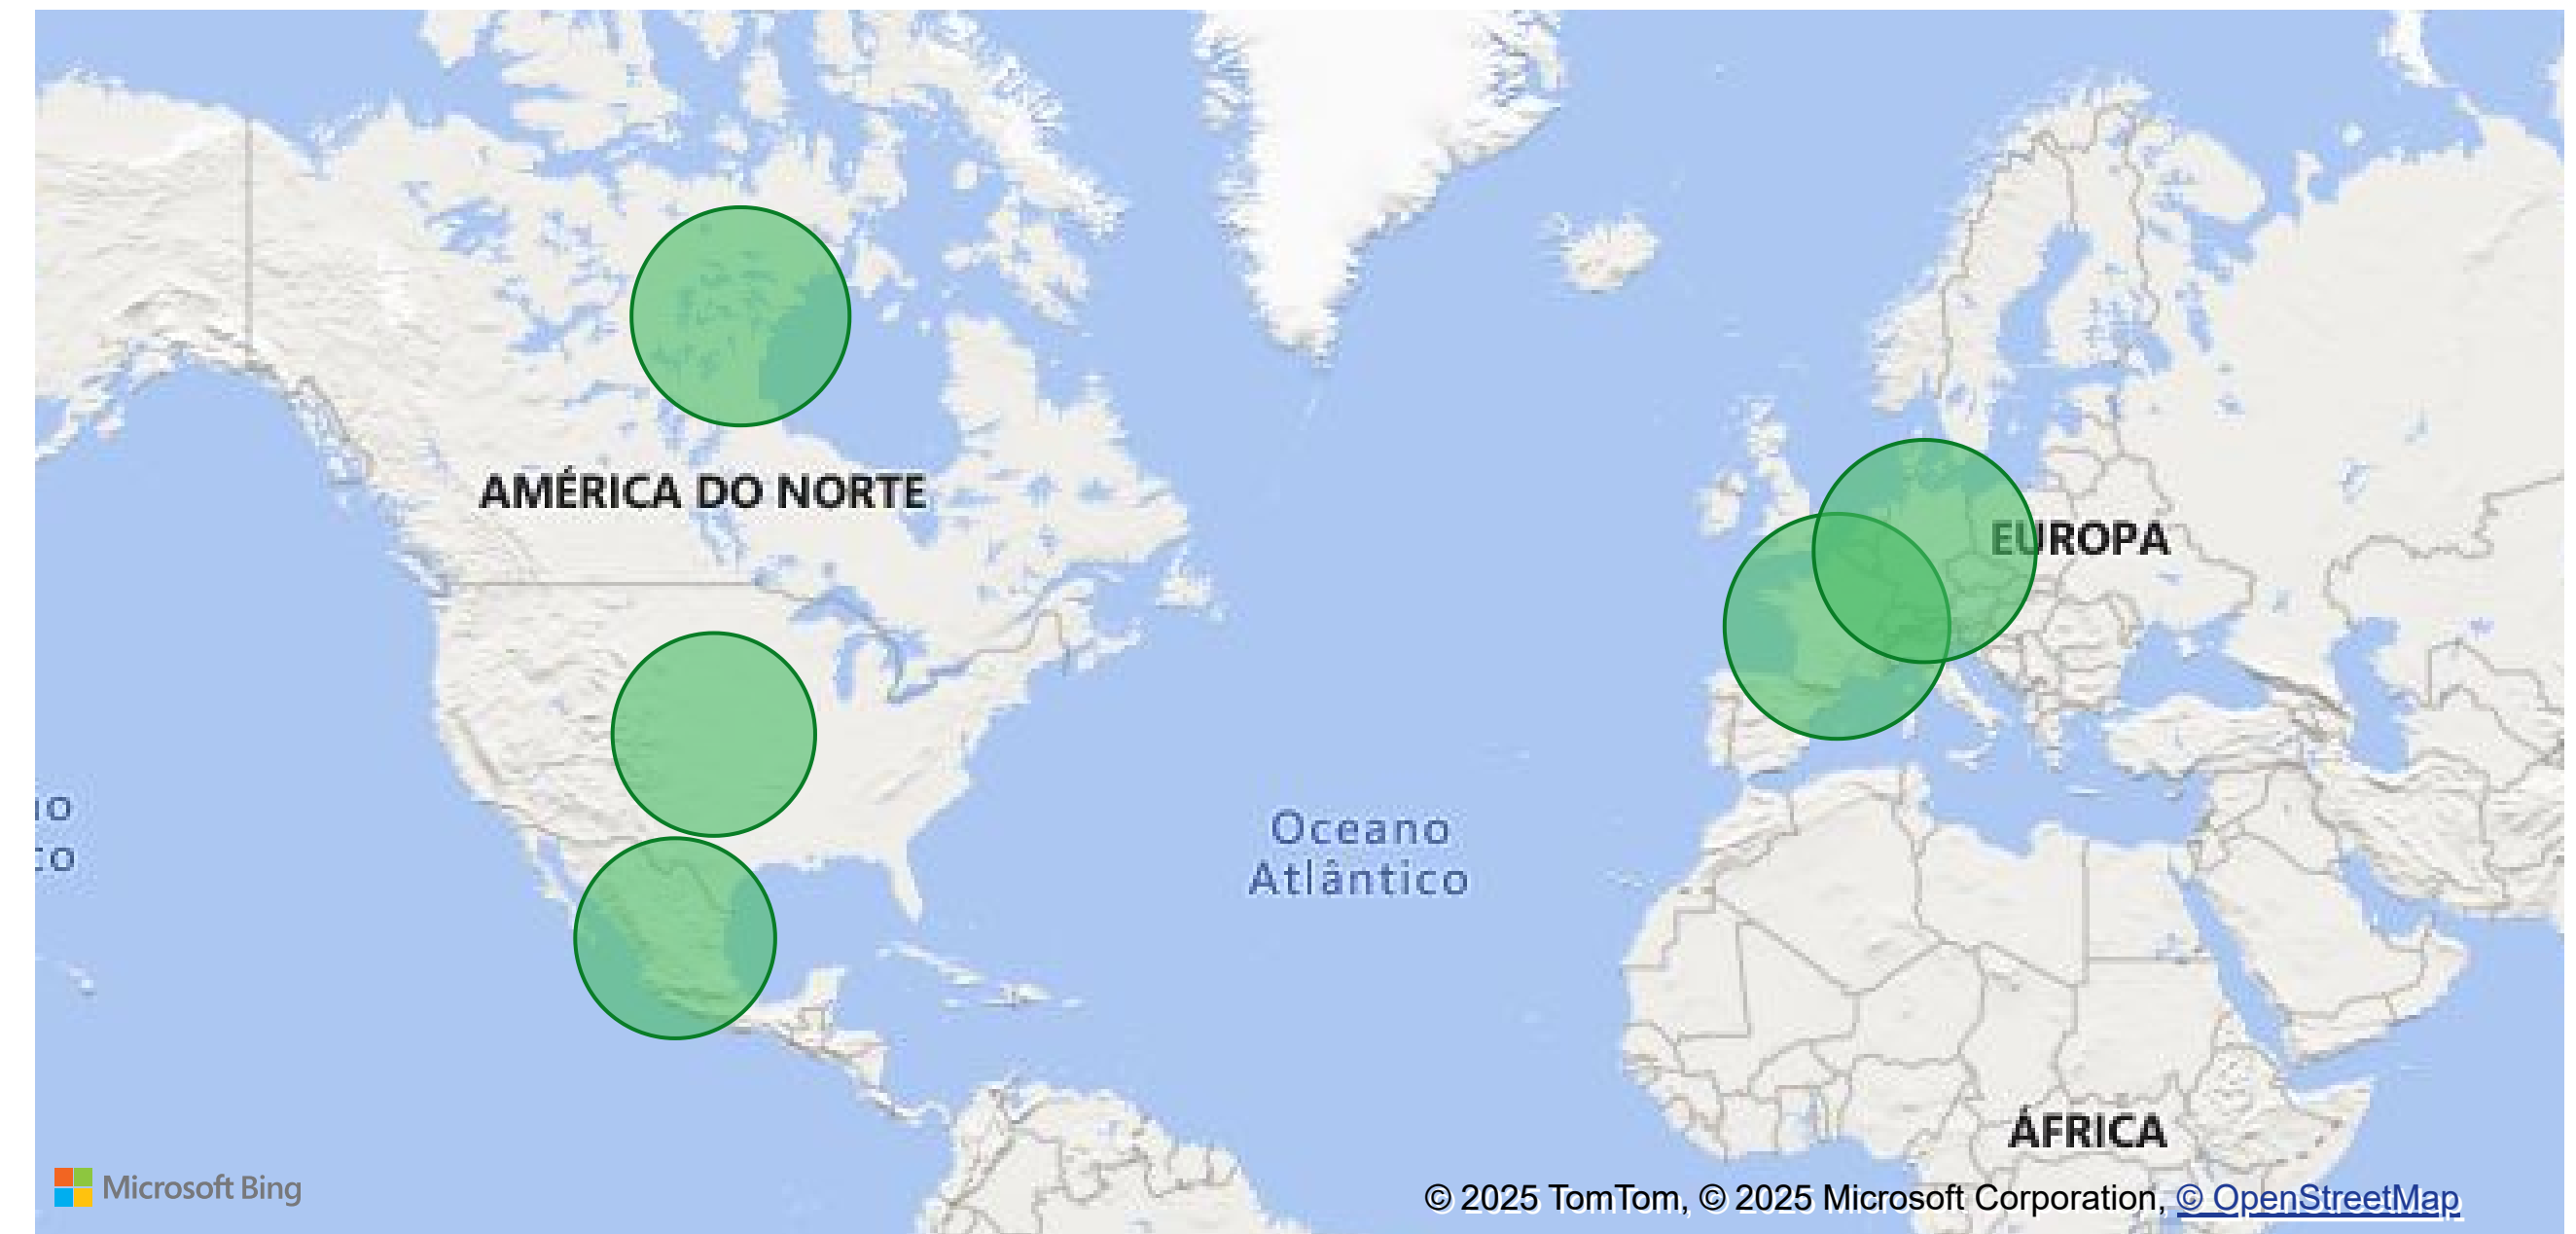 AMÉRICA DO NORTE
EUROPA
Oceano
Atlântico
ÁFRICA
Microsoft Bing
© 2025 TomTom, © 2025 Microsoft Corporation, © OpenStreetMap